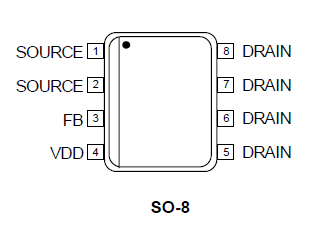 SOURCE 1 8 DRAIN
SOURCE 2 7 DRAIN
FB 3 6 DRAIN
VDD 4 5 DRAIN
SO-8